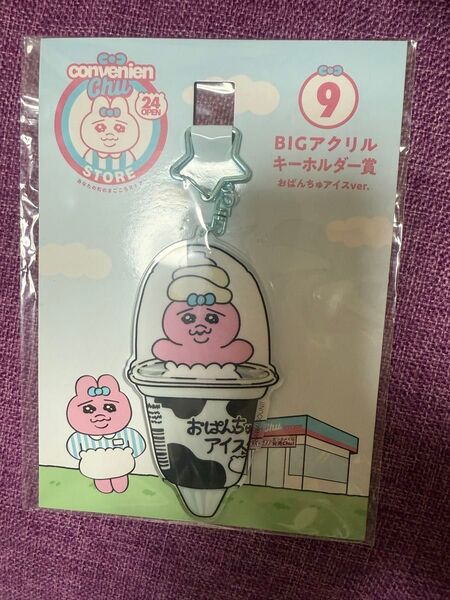 convenien
chu
24
OPEN
STORE
9
BIGアクリル
キーホルダー賞
おぱんちゅアイスver.
おぱんちゅ
アイス
Chu